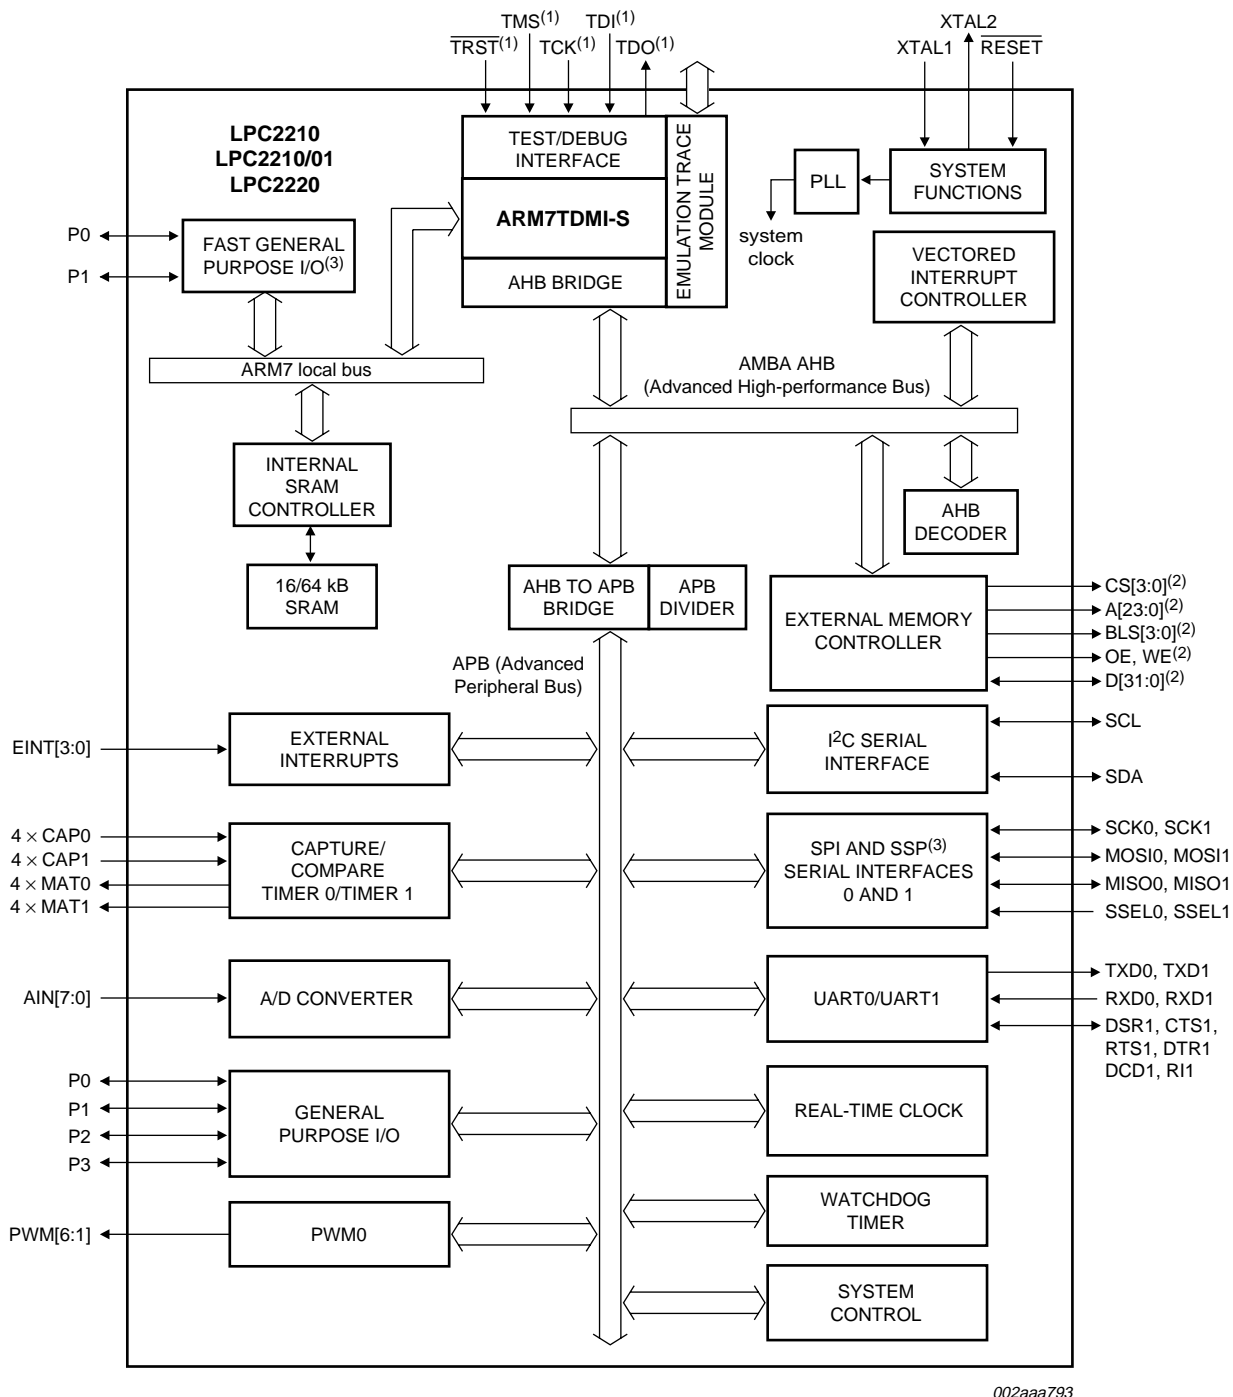 TMS(1)
TDI(1)
TRST(1)
TCK(1)
TDO(1)
XTAL2
XTAL1
RESET
LPC2210
LPC2210/01
LPC2220
TEST/DEBUG
INTERFACE
ARM7TDMI-S
AHB BRIDGE
EMULATION TRACE
MODULE
PLL
SYSTEM
FUNCTIONS
system
clock
P0
P1
FAST GENERAL
PURPOSE I/O(3)
VECTORED
INTERRUPT
CONTROLLER
ARM7 local bus
AMBA AHB
(Advanced High-performance Bus)
INTERNAL
SRAM
CONTROLLER
AHB
DECODER
16/64 kB
SRAM
AHB TO APB
BRIDGE
APB
DIVIDER
EXTERNAL MEMORY
CONTROLLER
CS[3:0](2)
A[23:0](2)
BLS[3:0](2)
OE, WE(2)
D[31:0](2)
APB (Advanced
Peripheral Bus)
EINT[3:0]
EXTERNAL
INTERRUPTS
I2C SERIAL
INTERFACE
SCL
SDA
4 × CAP0
4 × CAP1
4 × MAT0
4 × MAT1
CAPTURE/
COMPARE
TIMER 0/TIMER 1
SPI AND SSP(3)
SERIAL INTERFACES
0 AND 1
SCK0, SCK1
MOSI0, MOSI1
MISO0, MISO1
SSEL0, SSEL1
AIN[7:0]
A/D CONVERTER
UART0/UART1
TXD0, TXD1
RXD0, RXD1
DSR1, CTS1,
RTS1, DTR1
DCD1, RI1
P0
P1
P2
P3
GENERAL
PURPOSE I/O
REAL-TIME CLOCK
PWM[6:1]
PWM0
WATCHDOG
TIMER
SYSTEM
CONTROL
002aaa793